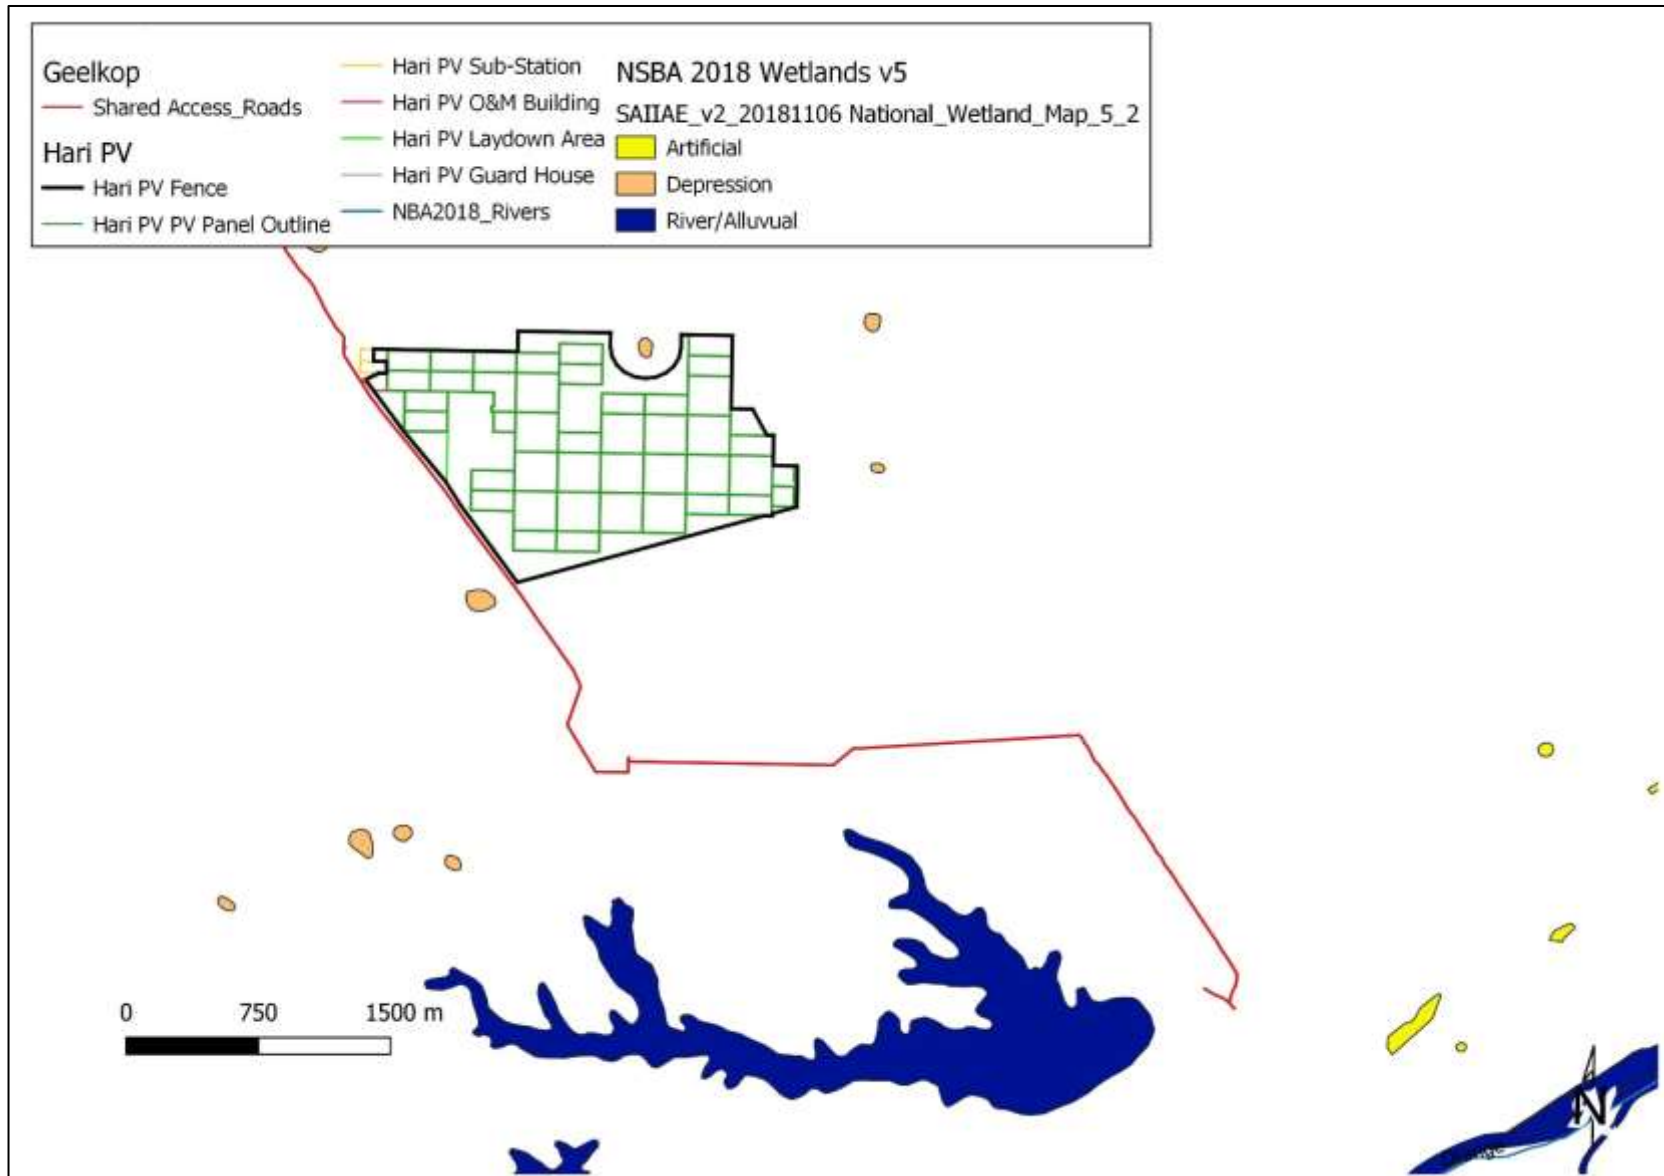 Geelkop
Shared Access_Roads
Hari PV
Hari PV Fence
Hari PV PV Panel Outline
Hari PV Sub-Station
Hari PV O&M Building
Hari PV Laydown Area
Hari PV Guard House
NBA2018_Rivers
NSBA 2018 Wetlands v5
SAIIAE_v2_20181106 National_Wetland_Map_5_2
Artificial
Depression
River/Alluvual
0 750 1500 m
N